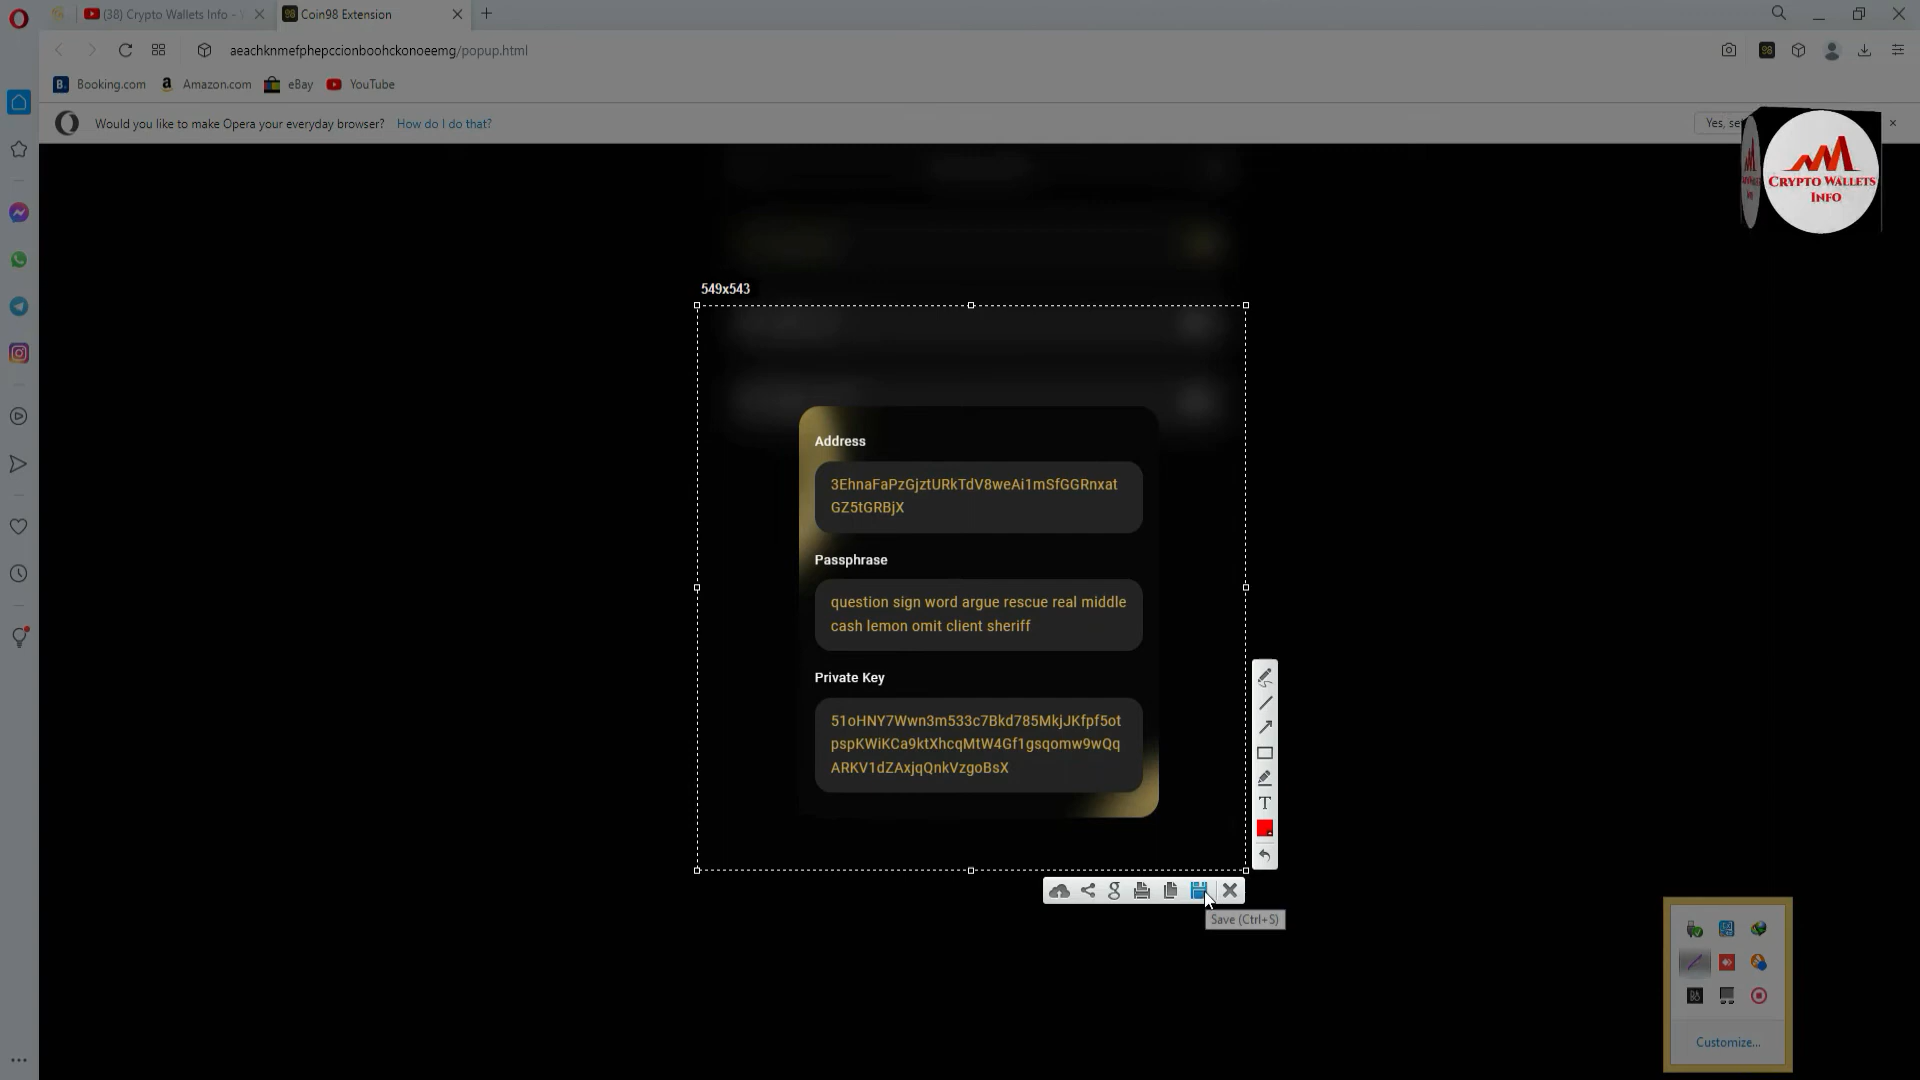 (38) Crypto Wallets Info -
Coin98 Extension
aeachknmefphepccionboohckonoeemg/popup.html
B. Booking.com
a Amazon.com
eBay
YouTube
Would you like to make Opera your everyday browser? How do I do that?
Yes, se
CRYPTO WALLETS
INFO
549x543
Address
3EhnaFaPzGjztURkTdV8weAi1mSfGGRnxat
GZ5tGRBjX
Passphrase
question sign word argue rescue real middle
cash lemon omit client sheriff
Private Key
51oHNY7Wwn3m533c7Bkd785MkjJKfpf5ot
pspKWiKCa9ktXhcqMtW4Gf1gsqomw9wQq
ARKV1dZAxjqQnkVzgoBsX
T
g
Save (Ctrl+S)
Customize...